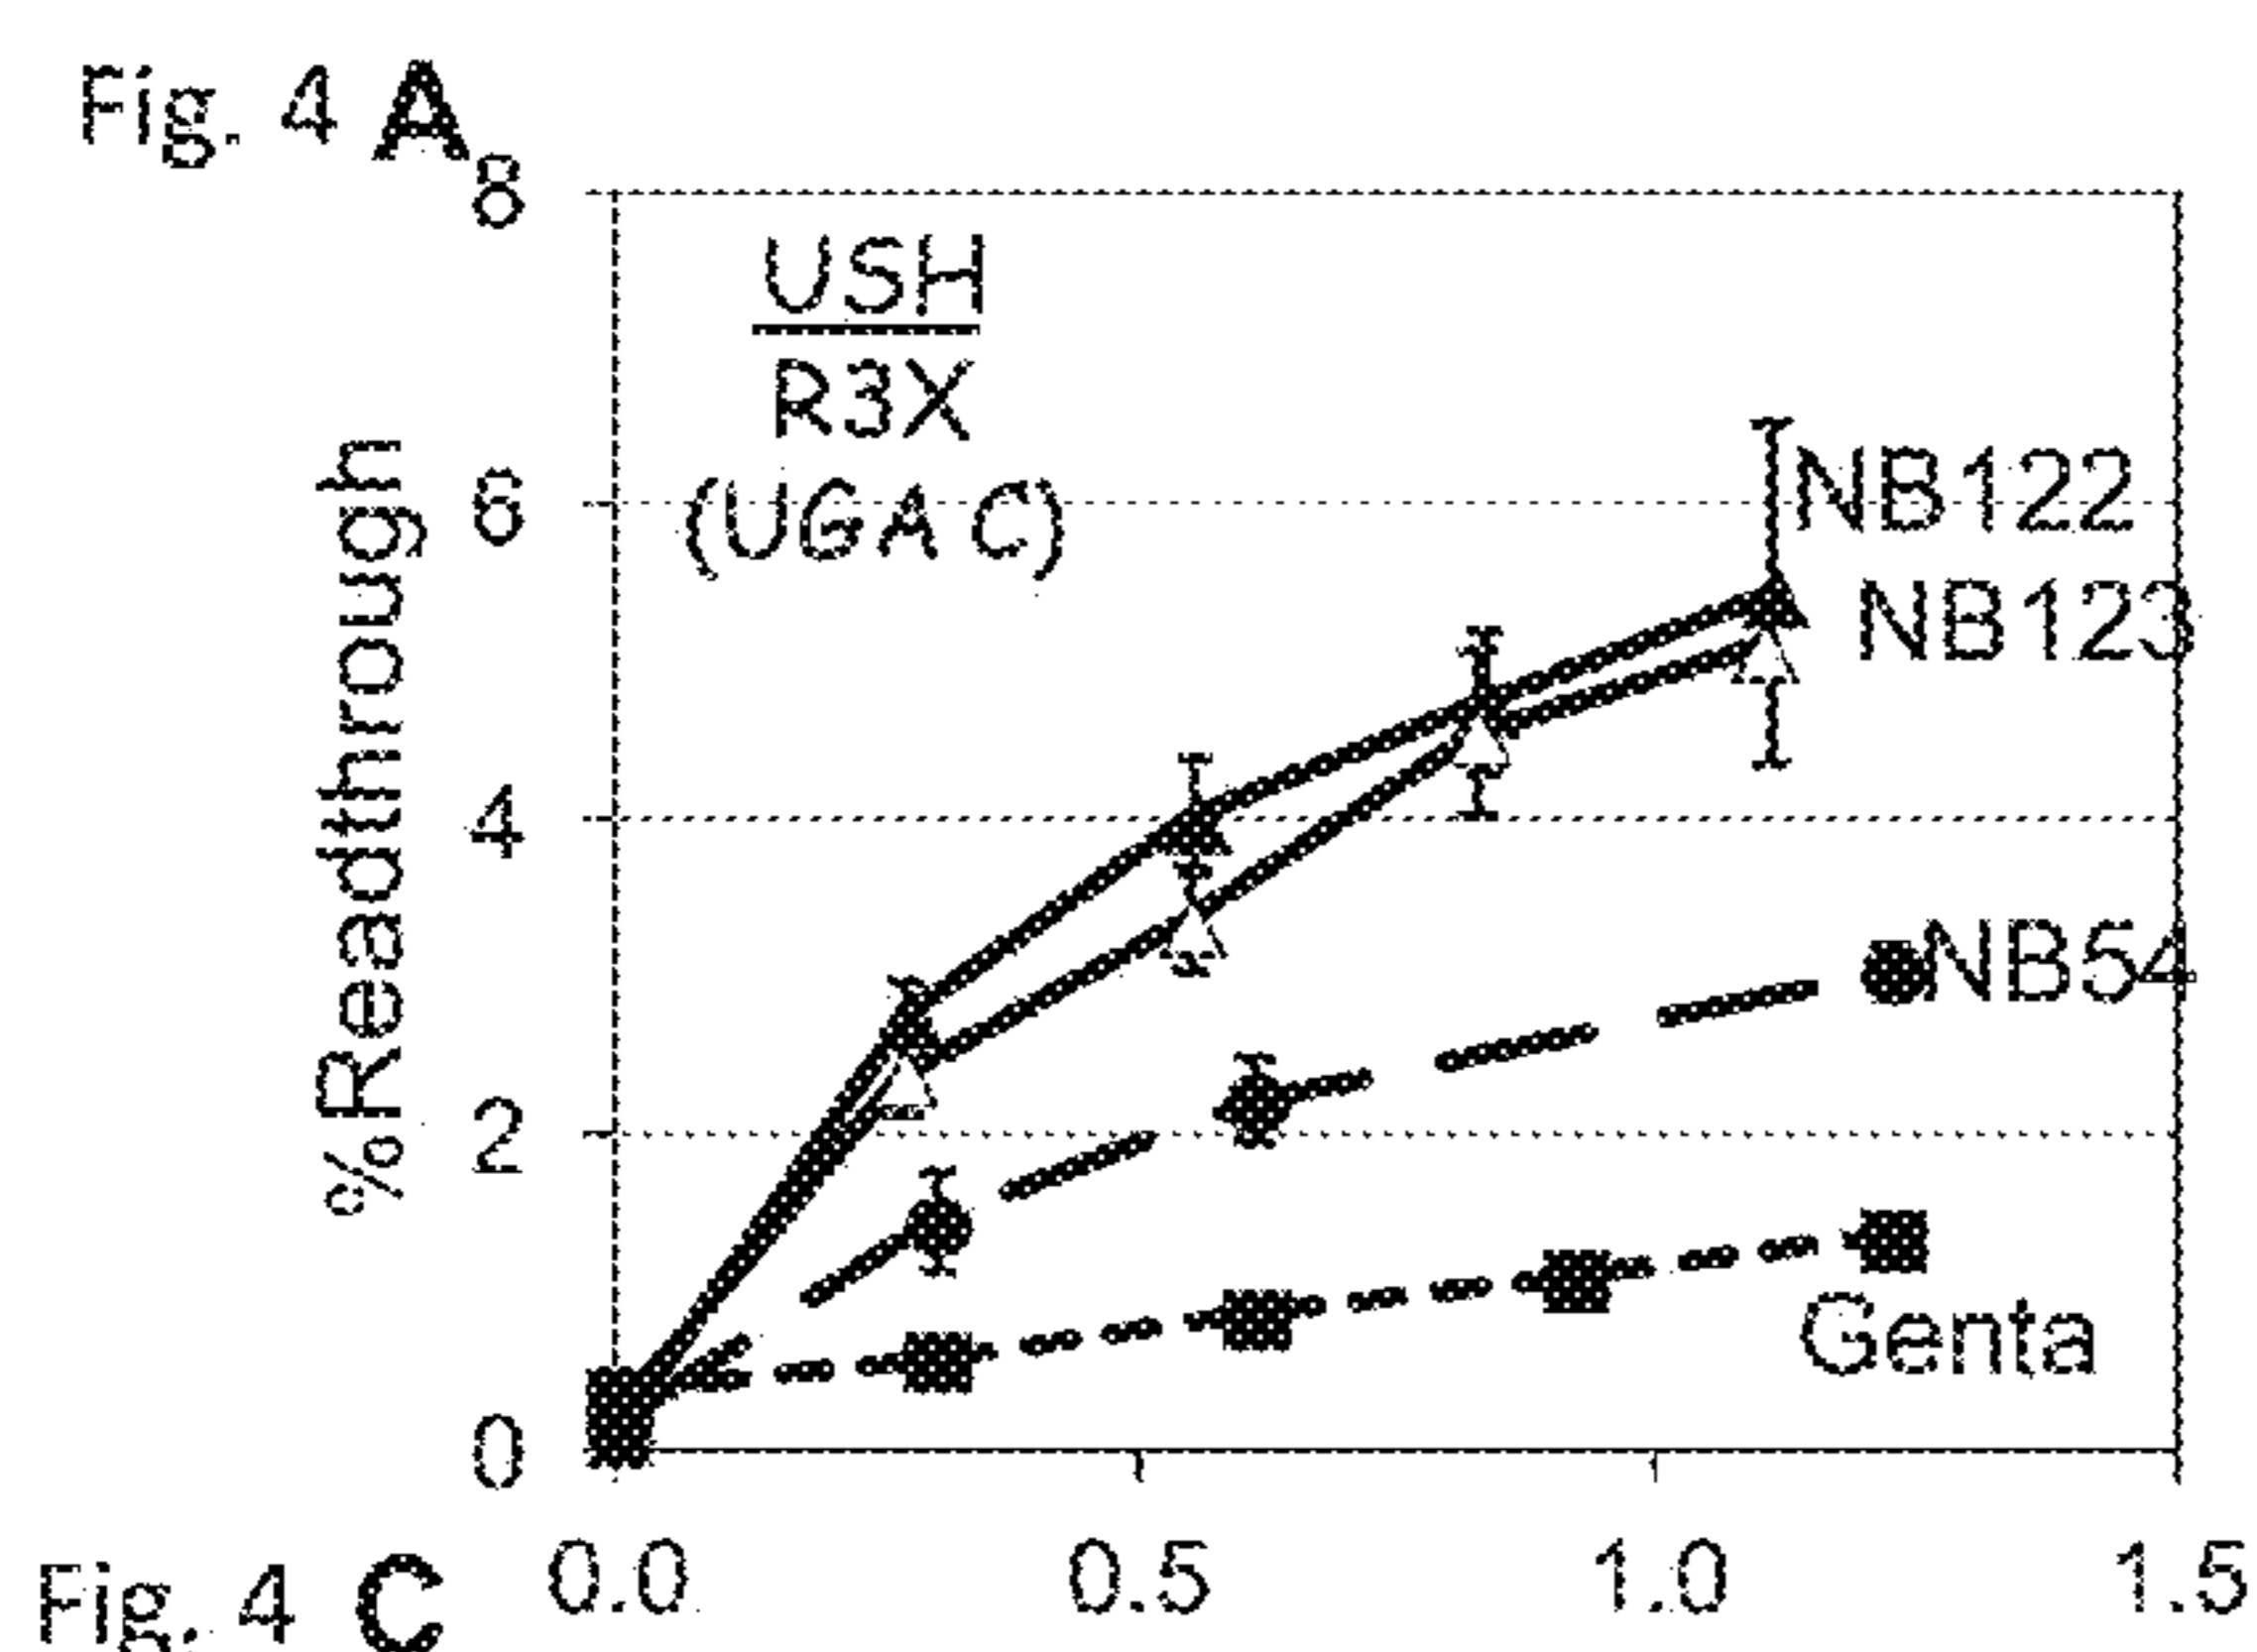 Fig. 4 A
8
USH
R3X
(UGA C)
%Readthrough
6
4
2
0
NB122
NB123
NB54
Genta
0.0 0.5 1.0 1.5
Fig. 4 C